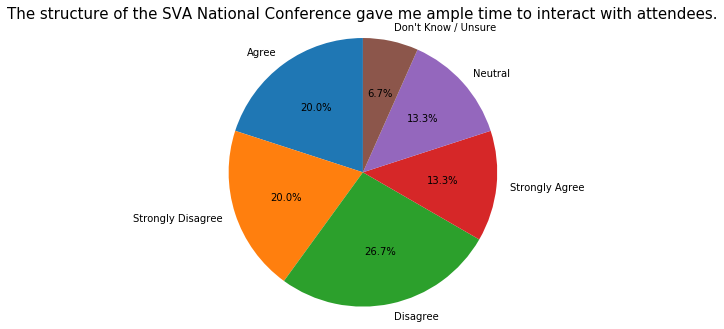 The structure of the SVA National Conference gave me ample time to interact with attendees.
Don't Know / Unsure
Agree
Neutral
6.7%
20.0%
13.3%
13.3%
Strongly Agree
20.0%
Strongly Disagree
26.7%
Disagree